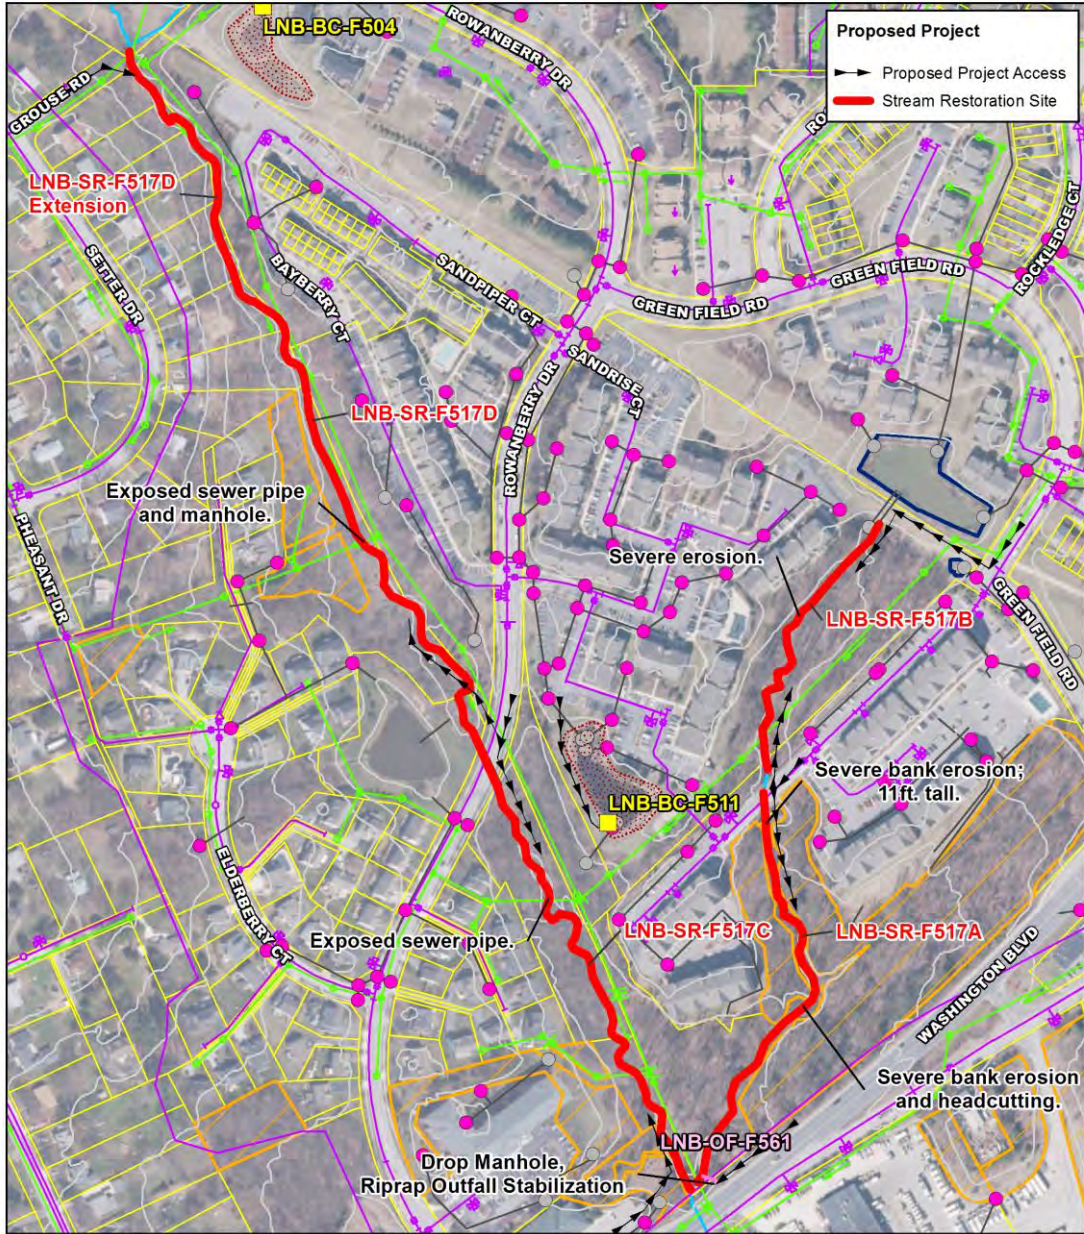 LNB-BC-F504
ROWANBERRY DR
Proposed Project
Proposed Project Access
Stream Restoration Site
GROUSE RD
LNB-SR-F517D
Extension
SETTER DR
BAYBERRY CT
SANDPIPER CT
GREEN FIELD RD
GREEN FIELD RD
ROCKLEDGE CT
SANDRISE CT
ROWANBERRY DR
LNB-SR-F517D
Exposed sewer pipe
and manhole.
PHEASANT DR
Severe erosion.
LNB-SR-F517B
GREEN FIELD RD
Severe bank erosion;
11ft. tall.
LNB-BC-F511
ELDERBERRY CT
Exposed sewer pipe.
LNB-SR-F517C
LNB-SR-F517A
WASHINGTON BLVD
Severe bank erosion
and headcutting.
LNB-OF-F561
Drop Manhole,
Riprap Outfall Stabilization